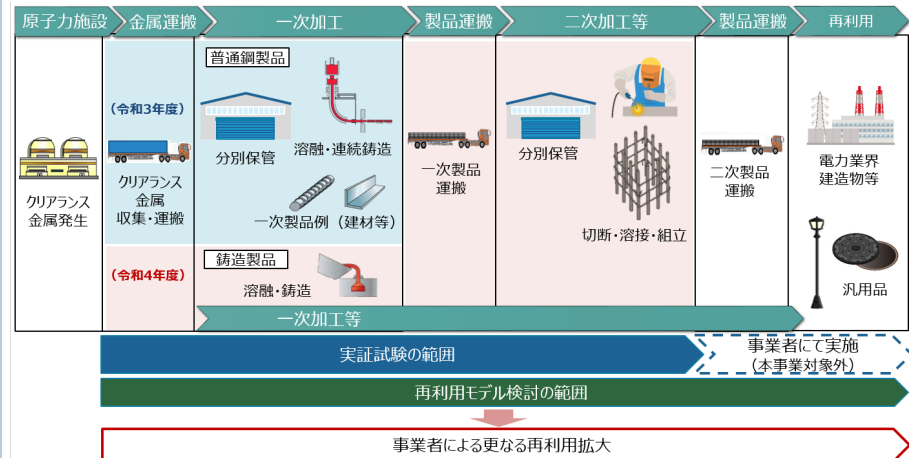 原子力施設
金属運搬
一次加工
製品運搬
二次加工等
製品運搬
再利用
クリアランス
金属発生
（令和3年度）
クリアランス
金属
収集・運搬
（令和4年度）
普通鋼製品
分別保管
溶融・連続鋳造
一次製品例（建材等）
鋳造製品
溶融・鋳造
一次製品
運搬
分別保管
切断・溶接・組立
二次製品
運搬
電力業界
建造物等
汎用品
一次加工等
実証試験の範囲
事業者にて実施
（本事業対象外）
再利用モデル検討の範囲
事業者による更なる再利用拡大